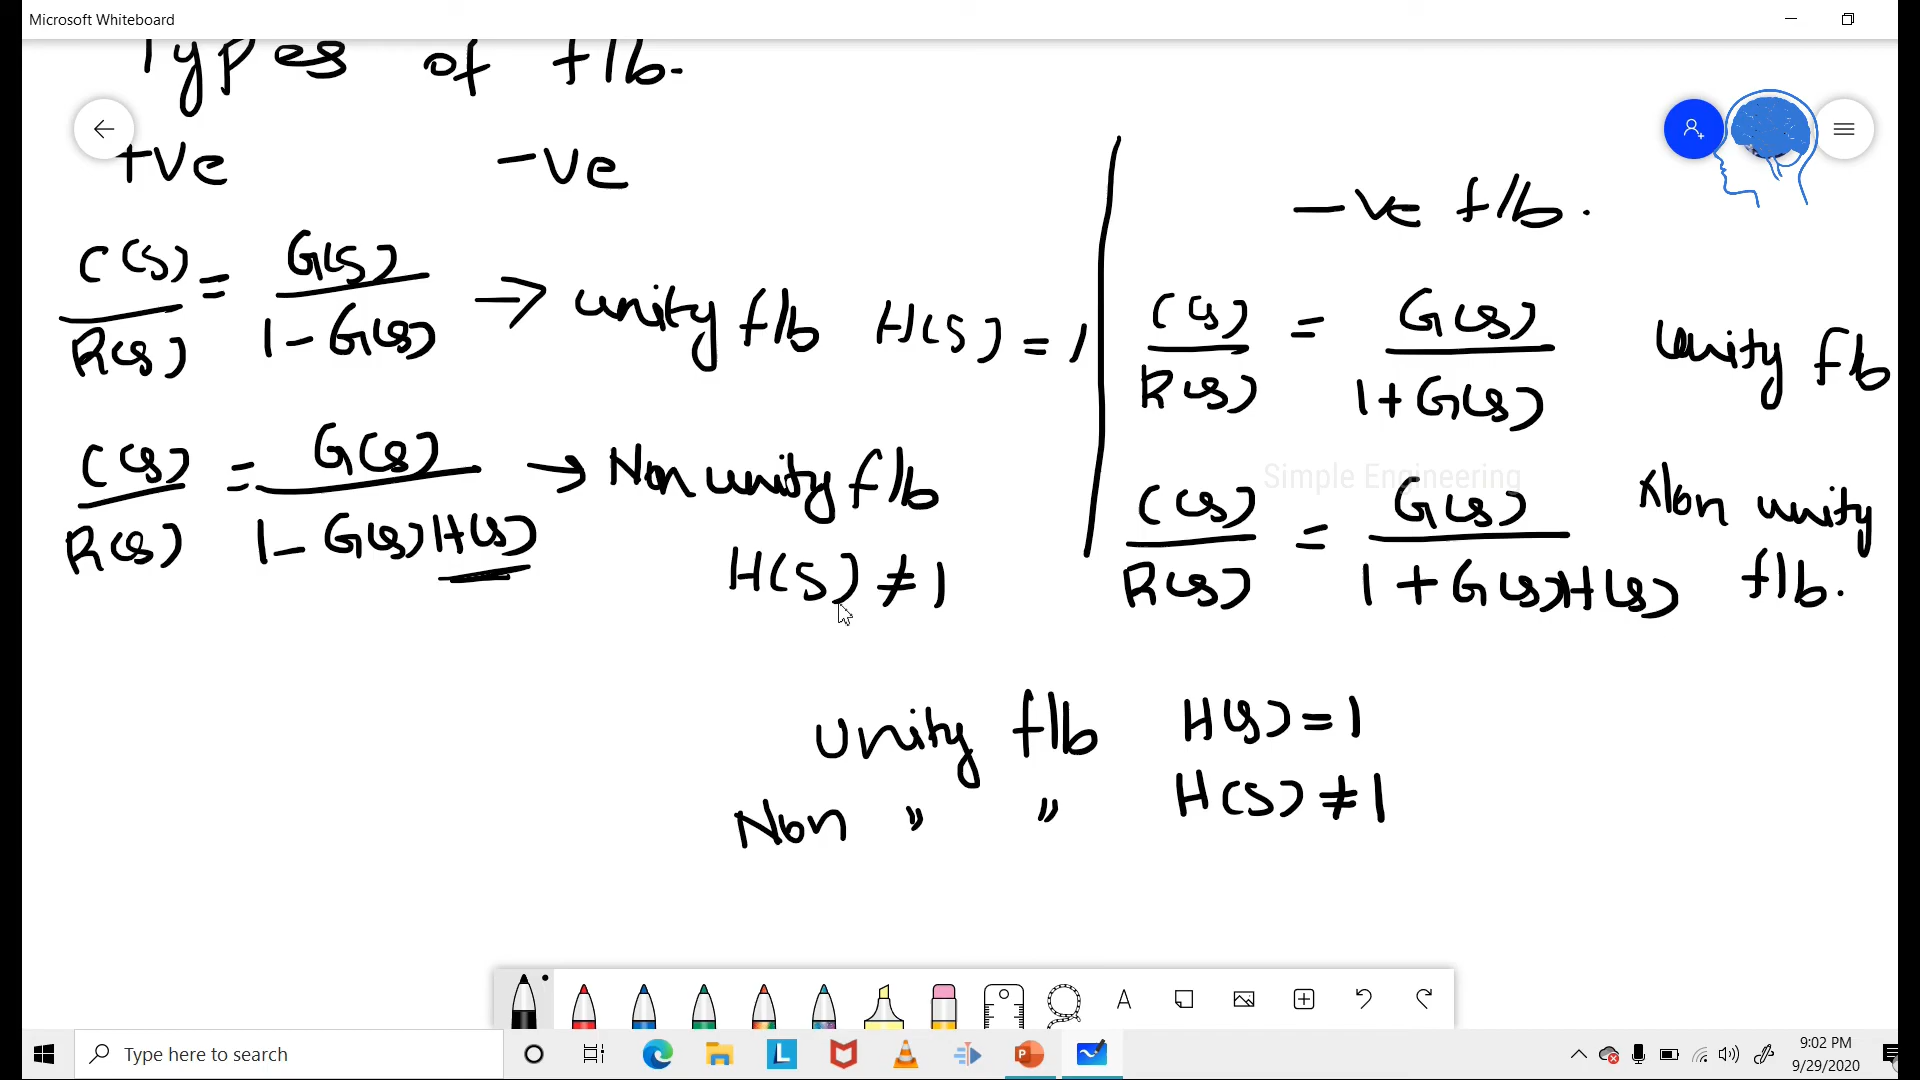 Microsoft Whiteboard
Types of f/b.
+ve -ve
C(s)/R(s) = G(s)/1 - G(s) → unity f/b H(s) = 1
C(s)/R(s) = G(s)/1 - G(s)H(s) → Non unity f/b
H(s) ≠ 1
-ve f/b.
C(s)/R(s) = G(s)/1 + G(s) unity f/b
Simple Engineering
C(s)/R(s) = G(s)/1 + G(s)H(s) Non unity
f/b.
unity f/b H(s) = 1
Non " " H(s) ≠ 1
A
Type here to search
L
P
9:02 PM
9/29/2020